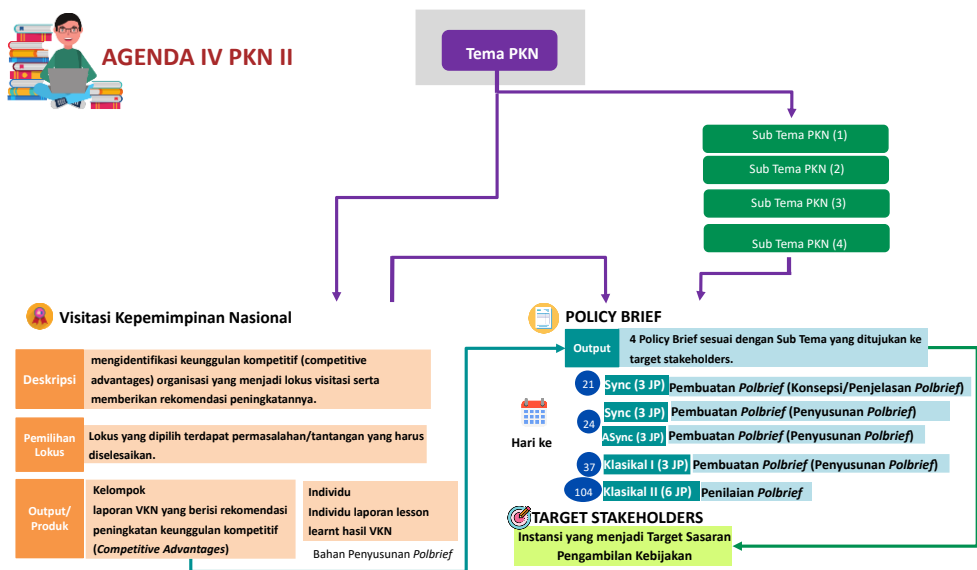 AGENDA IV PKN II
Tema PKN
Sub Tema PKN (1)
Sub Tema PKN (2)
Sub Tema PKN (3)
Sub Tema PKN (4)
Visitasi Kepemimpinan Nasional
Deskripsi
mengidentifikasi keunggulan kompetitif (competitive
advantages) organisasi yang menjadi lokus visitasi serta
memberikan rekomendasi peningkatannya.
Pemilihan
Lokus
Lokus yang dipilih terdapat permasalahan/tantangan yang harus
diselesaikan.
Output/
Produk
Kelompok
laporan VKN yang berisi rekomendasi
peningkatan keunggulan kompetitif
(Competitive Advantages)
Individu
Individu laporan lesson
learnt hasil VKN
Bahan Penyusunan Polbrief
POLICY BRIEF
Output
4 Policy Brief sesuai dengan Sub Tema yang ditujukan ke
target stakeholders.
Hari ke
21 Sync (3 JP) Pembuatan Polbrief (Konsepsi/Penjelasan Polbrief)
24 Sync (3 JP) Pembuatan Polbrief (Penyusunan Polbrief)
ASync (3 JP) Pembuatan Polbrief (Penyusunan Polbrief)
37 Klasikal I (3 JP) Pembuatan Polbrief (Penyusunan Polbrief)
104 Klasikal II (6 JP) Penilaian Polbrief
TARGET STAKEHOLDERS
Instansi yang menjadi Target Sasaran
Pengambilan Kebijakan